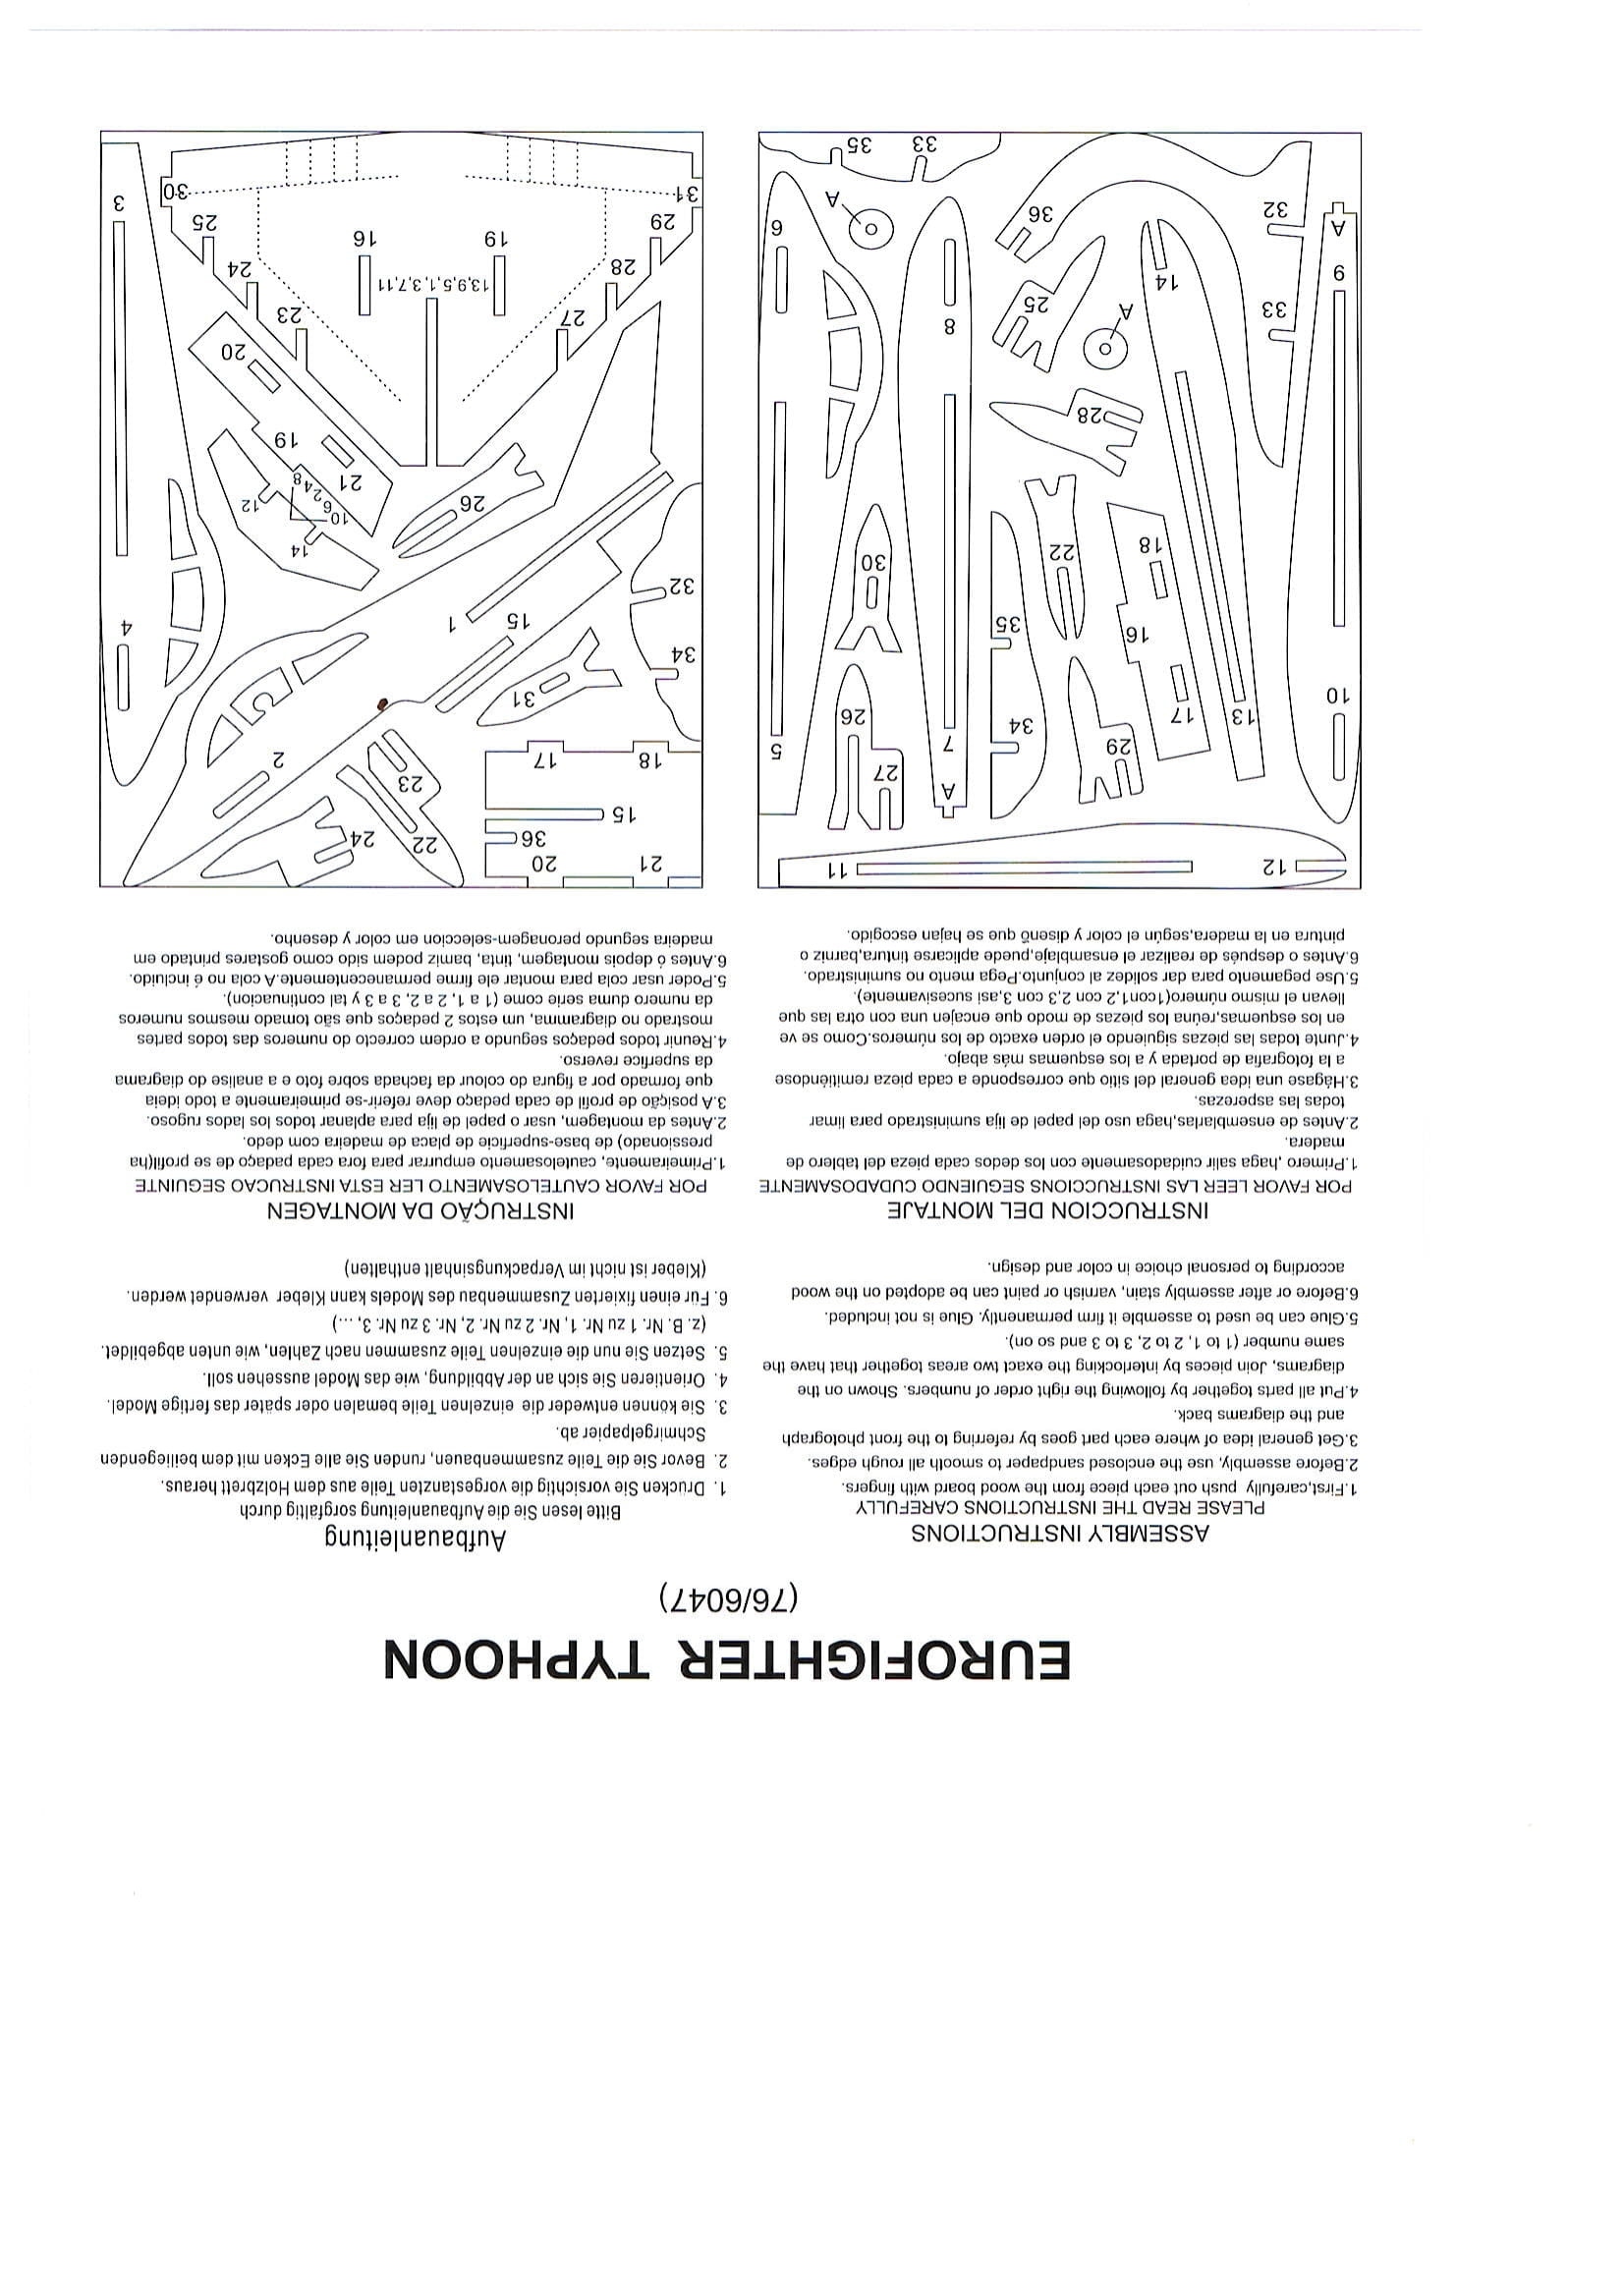 EUROFIGHTER TYPHOON
(76/6047)
ASSEMBLY INSTRUCTIONS
PLEASE READ THE INSTRUCTIONS CAREFULLY
1.First,carefully push out each piece from the wood board with fingers.
2.Before assembly, use the enclosed sandpaper to smooth all rough edges.
3.Get general idea of where each part goes by referring to the front photograph
and the diagrams back.
4.Put all parts together by following the right order of numbers. Shown on the
diagrams, Join pieces by interlocking the exact two areas together that have the
same number (1 to 1, 2 to 2, 3 to 3 and so on).
5.Glue can be used to assemble it firm permanently. Glue is not included.
6.Before or after assembly stain, varnish or paint can be adopted on the wood
according to personal choice in color and design.
Aufbauanleitung
Bitte lesen Sie die Aufbauanleitung sorgfältig durch
1. Drücken Sie vorsichtig die vorgestanzten Teile aus dem Holzbrett heraus.
2. Bevor Sie die Teile zusammenbauen, runden Sie alle Ecken mit dem beiliegenden
Schmirgelpapier ab.
3. Sie können entweder die einzelnen Teile bemalen oder später das fertige Model.
4. Orientieren Sie sich an der Abbildung, wie das Model aussehen soll.
5. Setzen Sie nun die einzelnen Teile zusammen nach Zahlen, wie unten abgebildet.
(z. B. Nr. 1 zu Nr. 1, Nr. 2 zu Nr. 2, Nr. 3 zu Nr. 3, ...)
6. Für einen fixierten Zusammenbau des Models kann Kleber verwendet werden.
(Kleber ist nicht im Verpackungsinhalt enthalten)
INSTRUCCION DEL MONTAJE
POR FAVOR LEER LAS INSTRUCCIONS SEGUIENDO CUDADOSAMENTE
1.Primero ,haga salir cuidadosamente con los dedos cada pieza del tablero de
madera.
2.Antes de ensemblarlas,haga uso del papel de lija suministrado para limar
todas las asperezas.
3.Hágase una idea general del sitio que corresponde a cada pieza remitiéndose
a la fotografia de portada y a los esquemas más abajo.
4.Junte todas las piezas siguiendo el orden exacto de los números.Como se ve
en los esquemas,reúna los piezas de modo que encajen una con otra las que
llevan el mismo número(1con1,2 con 2,3 con 3,asi sucesivamente).
5.Use pegamento para dar solidez al conjunto.Pega mento no suministrado.
6.Antes o después de realizar el ensamblaje,puede aplicarse tintura,barniz o
pintura en la madera,según el color y disenõ que se hajan escogido.
INSTRUÇÃO DA MONTAGEN
POR FAVOR CAUTELOSAMENTO LER ESTA INSTRUCAO SEGUINTE
1.Primeiramente, cautelosamento empurrar para fora cada padaço de se profil(ha
pressionado) de base-superficie de placa de madeira com dedo.
2.Antes da montagem, usar o papel de lija para aplanar todos los lados rugoso.
3.A posição de profil de cada pedaço deve referir-se primeiramente a todo ideia
que formado por a figura do colour da fachada sobre foto e a analise do diagrama
da superfice reverso.
4.Reunir todos pedaços segundo a ordem correcto do numeros das todos partes
mostrado no diagramma, um estos 2 pedaços que são tomado mesmos numeros
da numero duma serie come (1 a 1, 2 a 2, 3 a 3 y tal continuacion).
5.Poder usar cola para montar ele firme permanecentemente.A cola no é incluido.
6.Antes ó depois montagem, tinta, bamiz podem sido como gostares printado em
madeira segundo peronagem-seleccion em color y desenho.
12
11
A
27
29
5
34
7
26
13
17
10
16
35
30
18
22
28
A
25
8
33
14
9
A
32
36
6
A
33
35
21
20
22
24
36
15
23
18
17
2
31
34
15
1
4
32
14
26
10
6
2
4
8
12
21
19
20
27
23
13,9,5,1,3,7,11
28
24
19
16
29
25
31
30
3